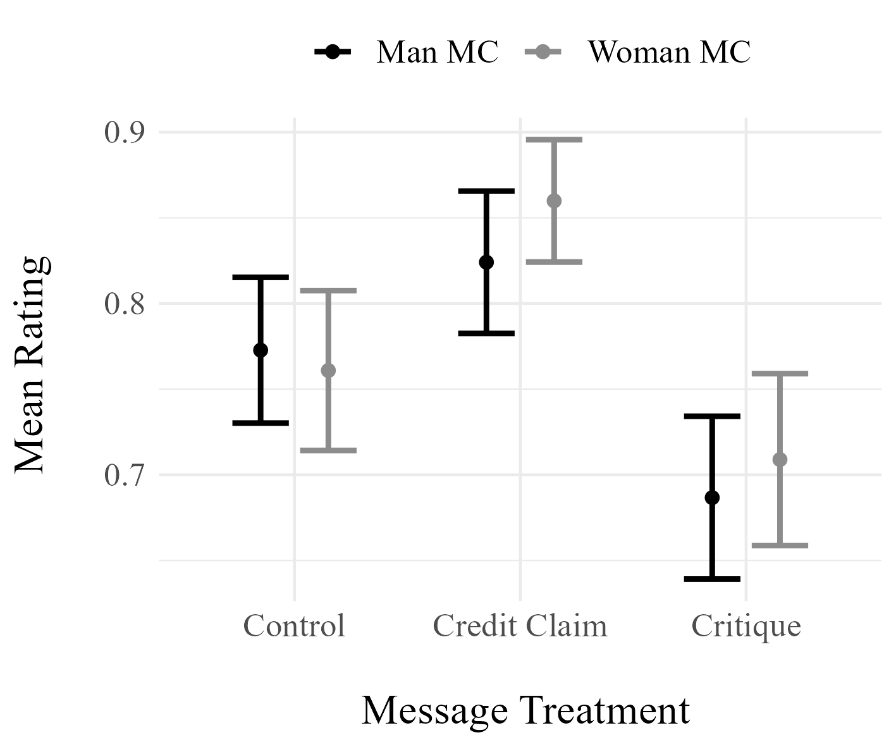 Man MC Woman MC
0.9
0.8
0.7
Mean Rating
Control Credit Claim Critique
Message Treatment